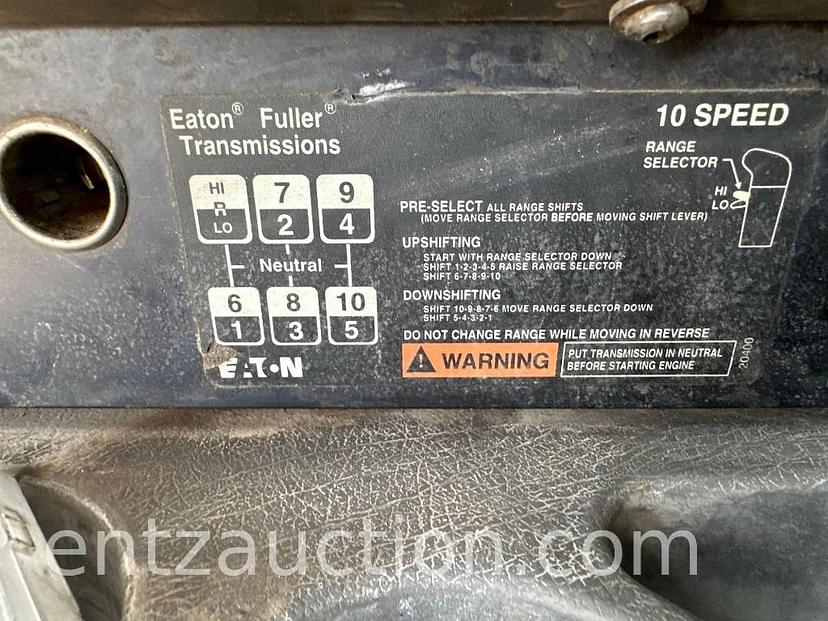 Eaton® Fuller®
Transmissions
10 SPEED
RANGE
SELECTOR
HI
LO
HI
R
LO
7
2
9
4
Neutral
6
1
8
3
10
5
EATON
PRE-SELECT ALL RANGE SHIFTS
(MOVE RANGE SELECTOR BEFORE MOVING SHIFT LEVER)
UPSHIFTING
START WITH RANGE SELECTOR DOWN
SHIFT 1-2-3-4-5 RAISE RANGE SELECTOR
SHIFT 6-7-8-9-10
DOWNSHIFTING
SHIFT 10-9-8-7-6 MOVE RANGE SELECTOR DOWN
SHIFT 5-4-3-2-1
DO NOT CHANGE RANGE WHILE MOVING IN REVERSE
WARNING
PUT TRANSMISSION IN NEUTRAL
BEFORE STARTING ENGINE
20400
entzauction.com